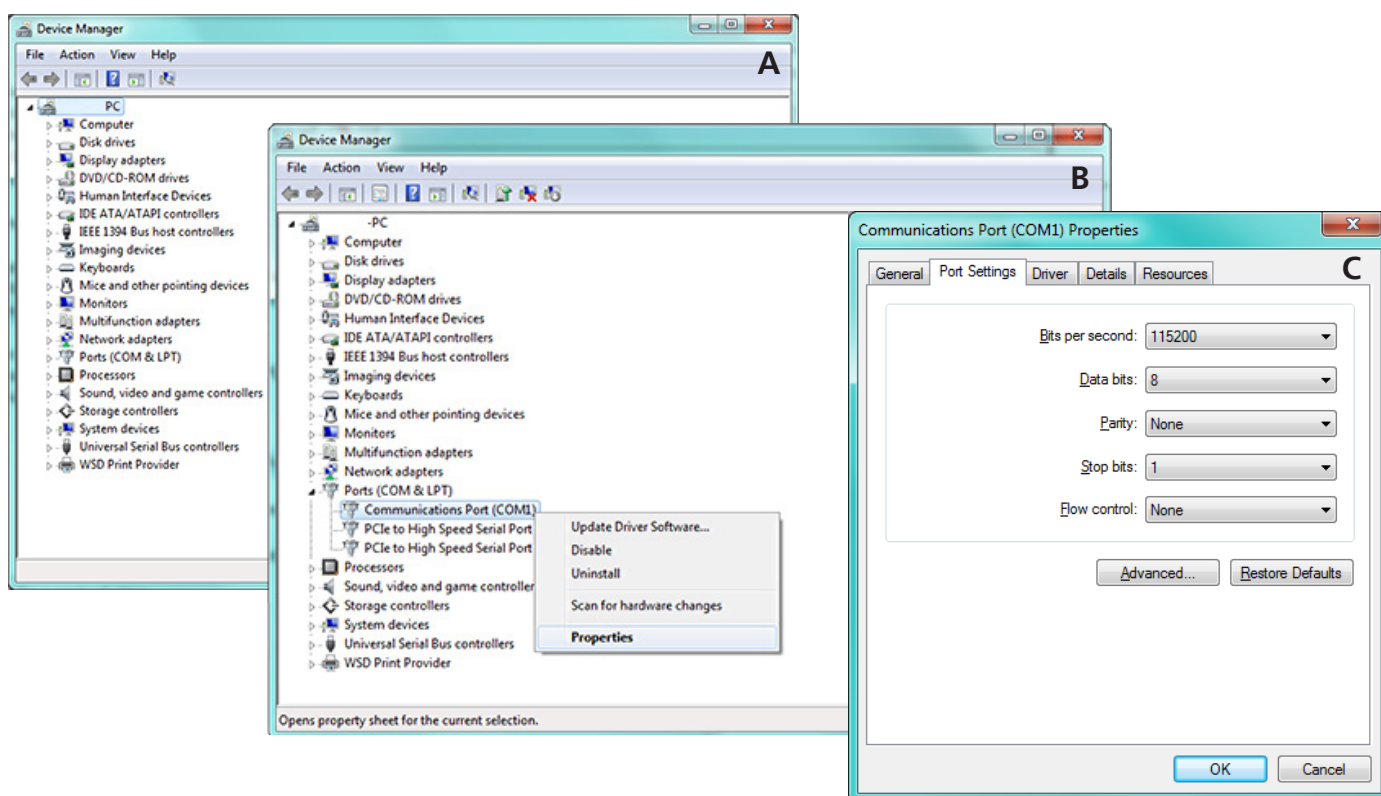 Device Manager
File Action View Help
A
PC
Computer
Disk drives
Display adapters
DVD/CD-ROM drives
Human Interface Devices
IDE ATA/ATAPI controllers
IEEE 1394 Bus host controllers
Imaging devices
Keyboards
Mice and other pointing devices
Monitors
Multifunction adapters
Network adapters
Ports (COM & LPT)
Processors
Sound, video and game controllers
Storage controllers
System devices
Universal Serial Bus controllers
WSD Print Provider
Device Manager
File Action View Help
B
-PC
Computer
Disk drives
Display adapters
DVD/CD-ROM drives
Human Interface Devices
IDE ATA/ATAPI controllers
IEEE 1394 Bus host controllers
Imaging devices
Keyboards
Mice and other pointing devices
Monitors
Multifunction adapters
Network adapters
Ports (COM & LPT)
Communications Port (COM1)
PCIe to High Speed Serial Port
PCIe to High Speed Serial Port
Processors
Sound, video and game controller
Storage controllers
System devices
Universal Serial Bus controllers
WSD Print Provider
Update Driver Software...
Disable
Uninstall
Scan for hardware changes
Properties
Opens property sheet for the current selection.
Communications Port (COM1) Properties
C
General Port Settings Driver Details Resources
Bits per second: 115200
Data bits: 8
Parity: None
Stop bits: 1
Flow control: None
Advanced... Restore Defaults
OK Cancel